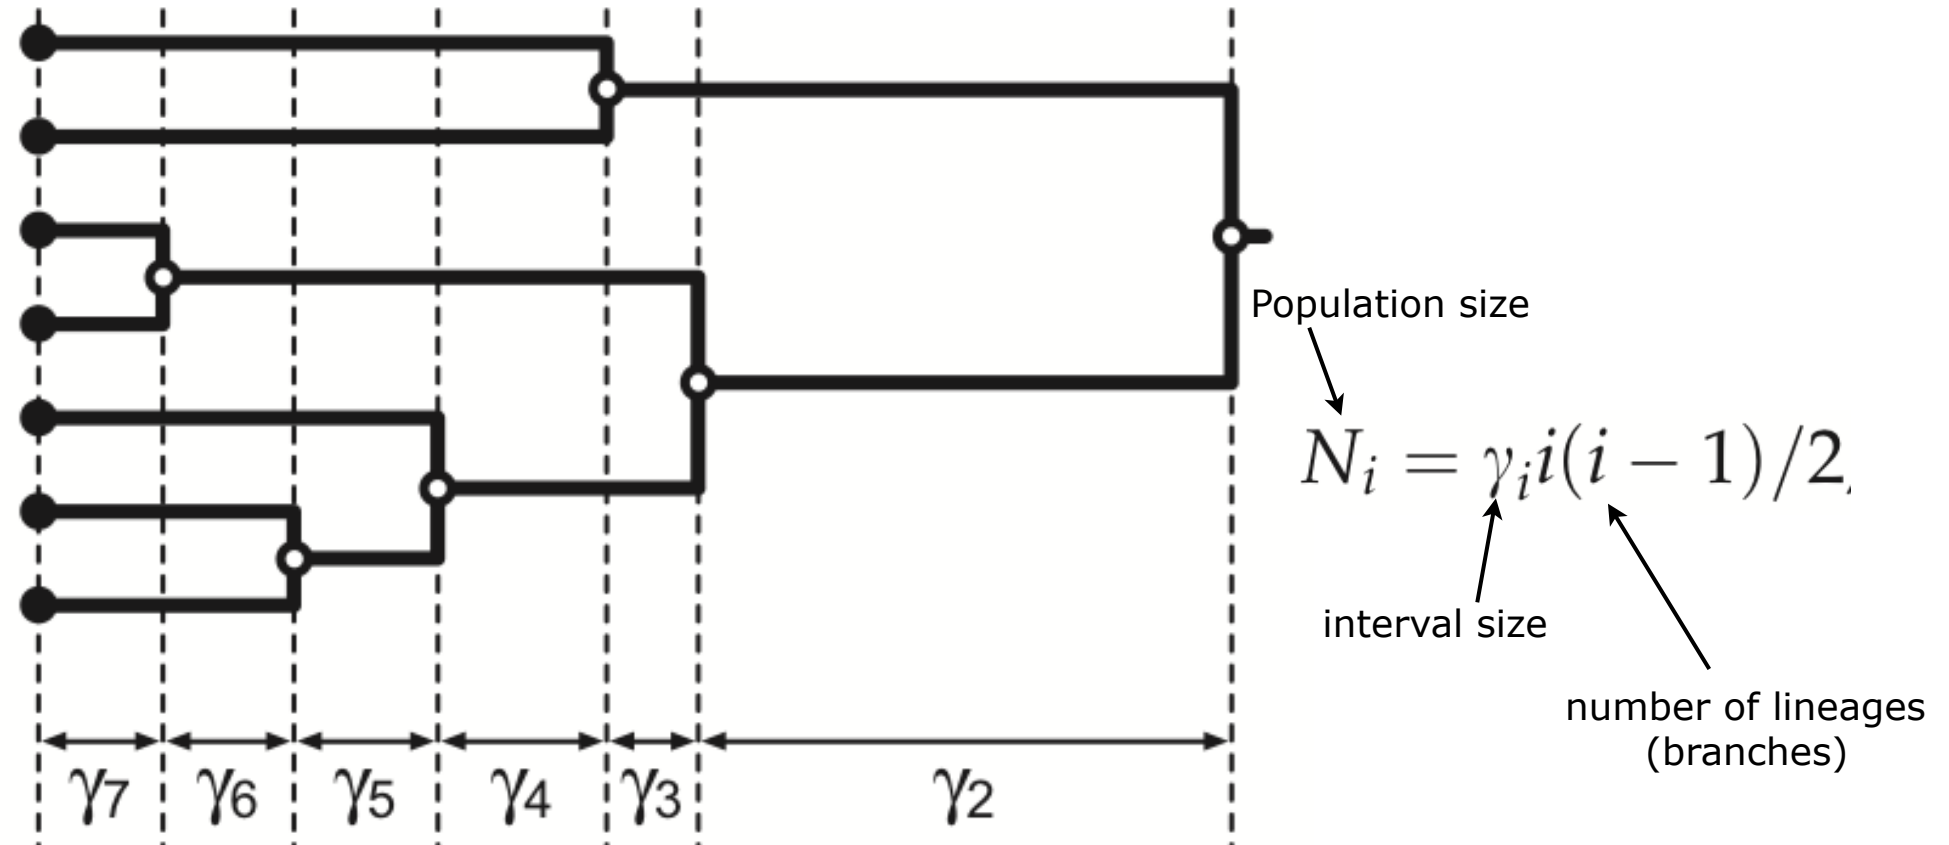 Population size
N_i = γ_i i(i − 1)/2,
interval size
number of lineages
(branches)
γ7 γ6 γ5 γ4 γ3 γ2